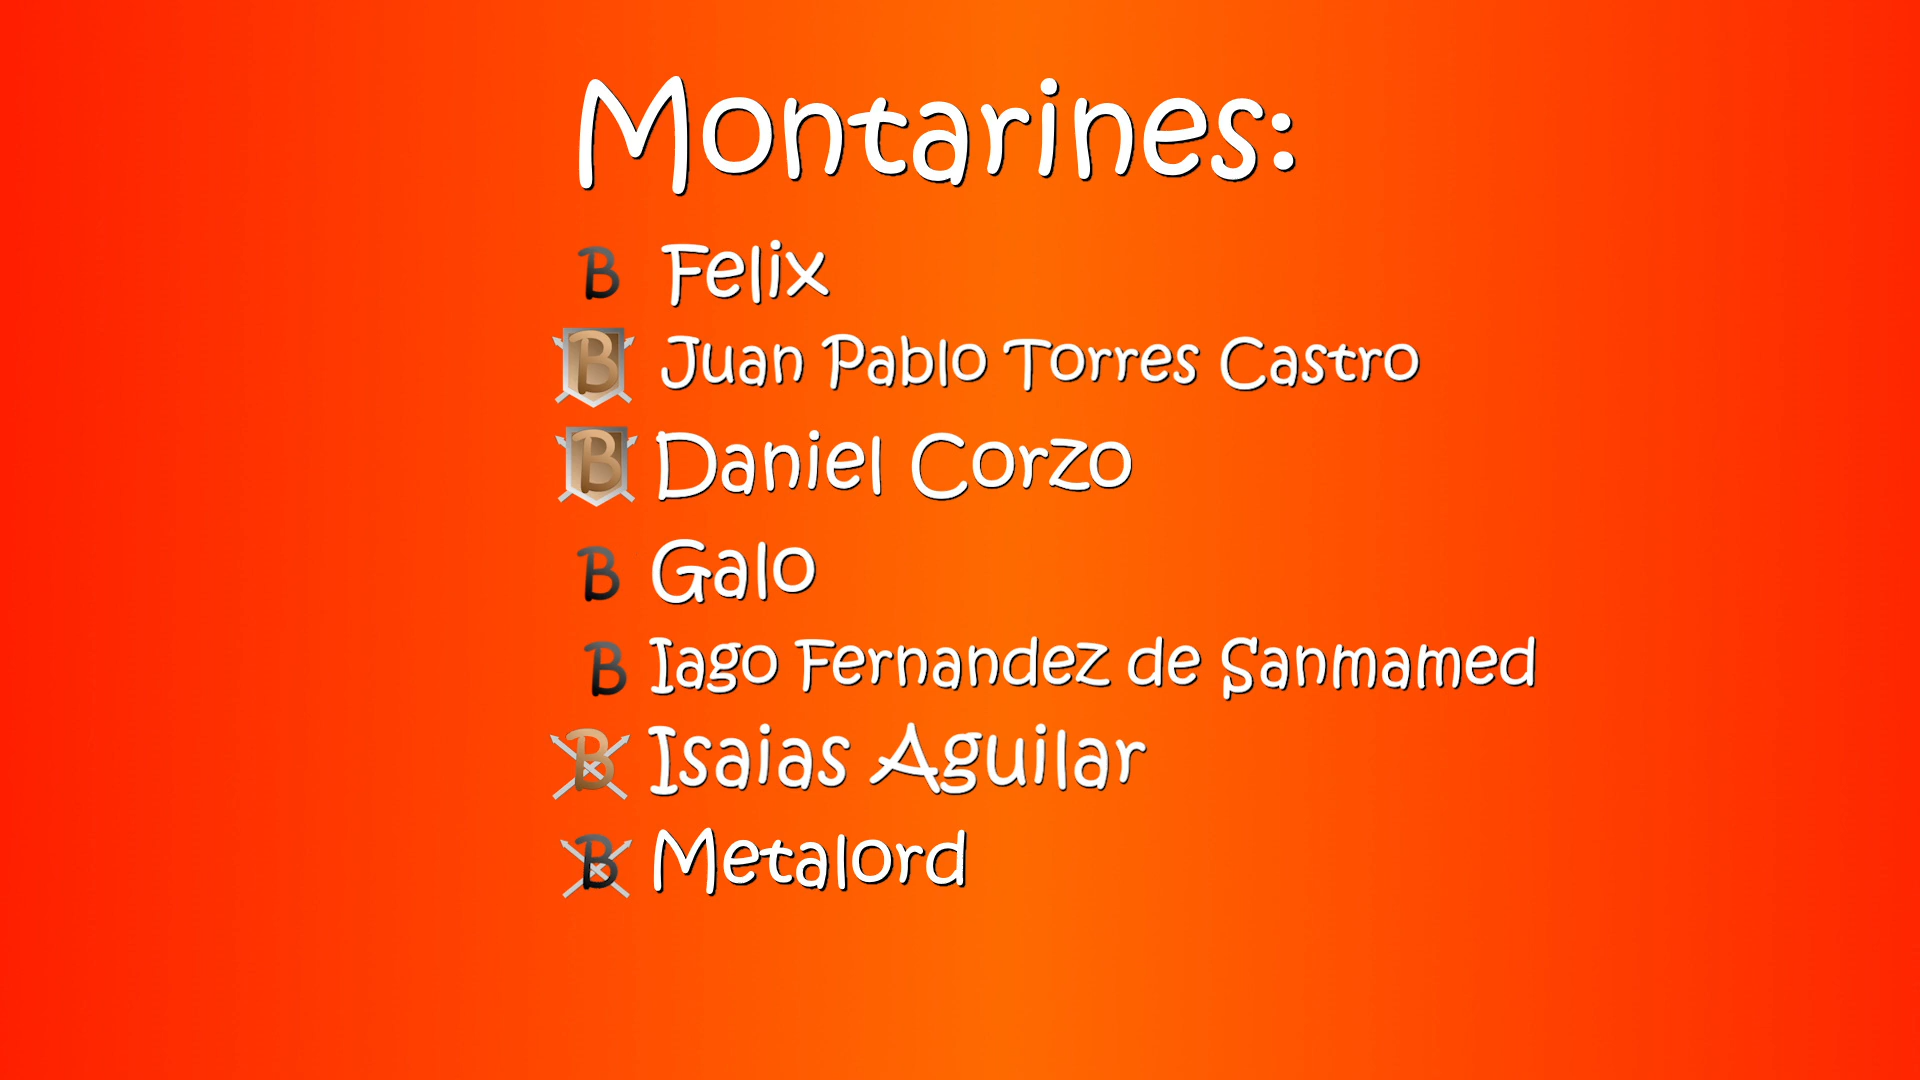 Montarines:
B Felix
B Juan Pablo Torres Castro
B Daniel Corzo
B Galo
B Iago Fernandez de Sanmamed
B Isaias Aguilar
B Metalord